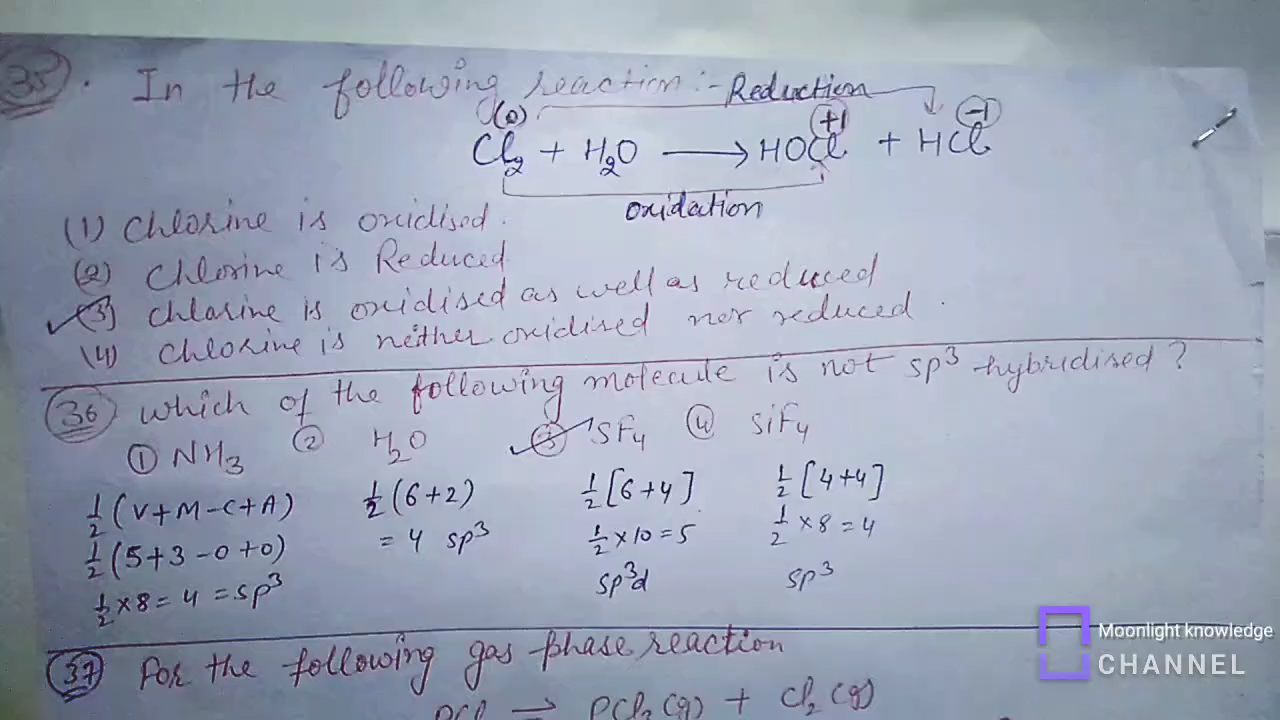 35. In the following reaction :- Reduction
(0) +1 -1
Cl₂ + H₂O ⟶ HOCl + HCl
oxidation
(1) Chlorine is oxidised.
(2) Chlorine is Reduced
(3) Chlorine is oxidised as well as reduced
(4) Chlorine is neither oxidised nor reduced.
36 Which of the following molecule is not sp³-hybridised?
① NH₃ ② H₂O ③ SF₄ ④ SiF₄
½(V+M-C+A) ½(6+2) ½[6+4] ½[4+4]
½(5+3-0+0) = 4 sp³ ½×10=5 ½×8=4
½×8=4=sp³ sp³d sp³
37 For the following gas phase reaction
PCl₃(g) + Cl₂(g)
Moonlight knowledge
CHANNEL